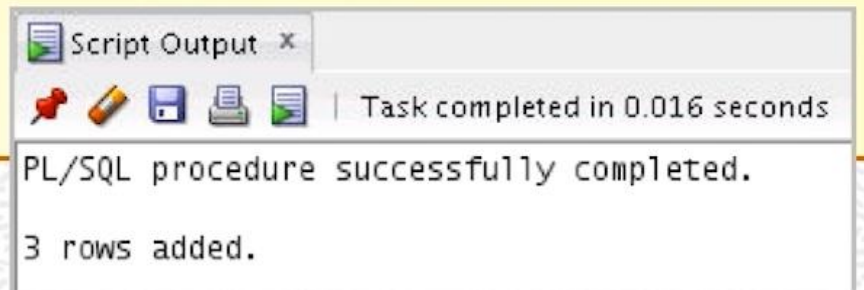 Script Output
Task completed in 0.016 seconds
PL/SQL procedure successfully completed.
3 rows added.